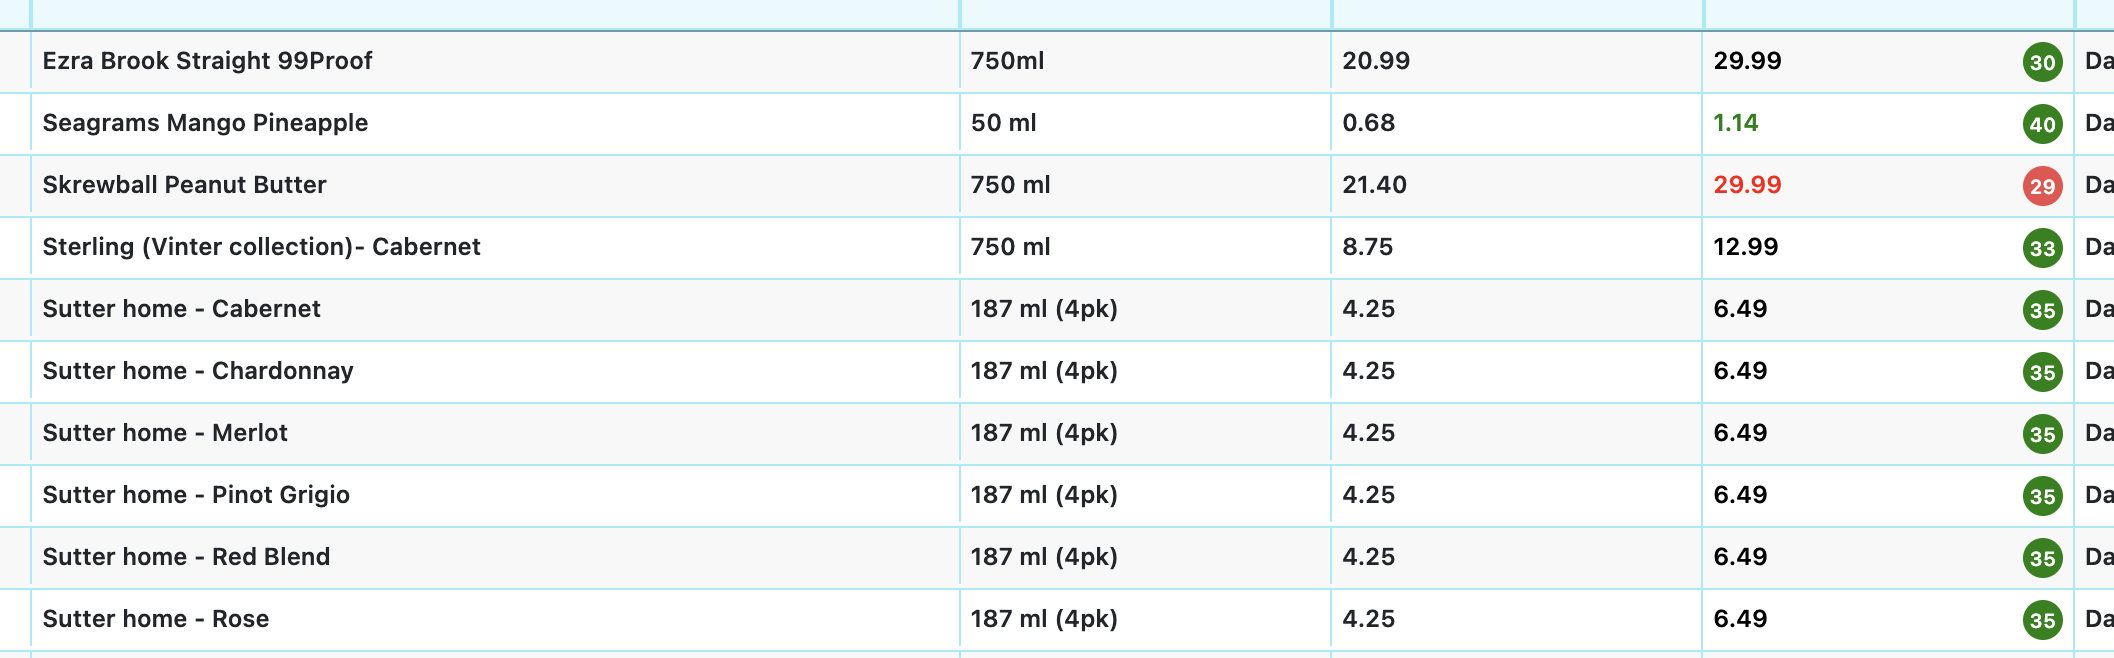 Ezra Brook Straight 99Proof 750ml 20.99 29.99 30 Da
Seagrams Mango Pineapple 50 ml 0.68 1.14 40 Da
Skrewball Peanut Butter 750 ml 21.40 29.99 29 Da
Sterling (Vinter collection)- Cabernet 750 ml 8.75 12.99 33 Da
Sutter home - Cabernet 187 ml (4pk) 4.25 6.49 35 Da
Sutter home - Chardonnay 187 ml (4pk) 4.25 6.49 35 Da
Sutter home - Merlot 187 ml (4pk) 4.25 6.49 35 Da
Sutter home - Pinot Grigio 187 ml (4pk) 4.25 6.49 35 Da
Sutter home - Red Blend 187 ml (4pk) 4.25 6.49 35 Da
Sutter home - Rose 187 ml (4pk) 4.25 6.49 35 Da